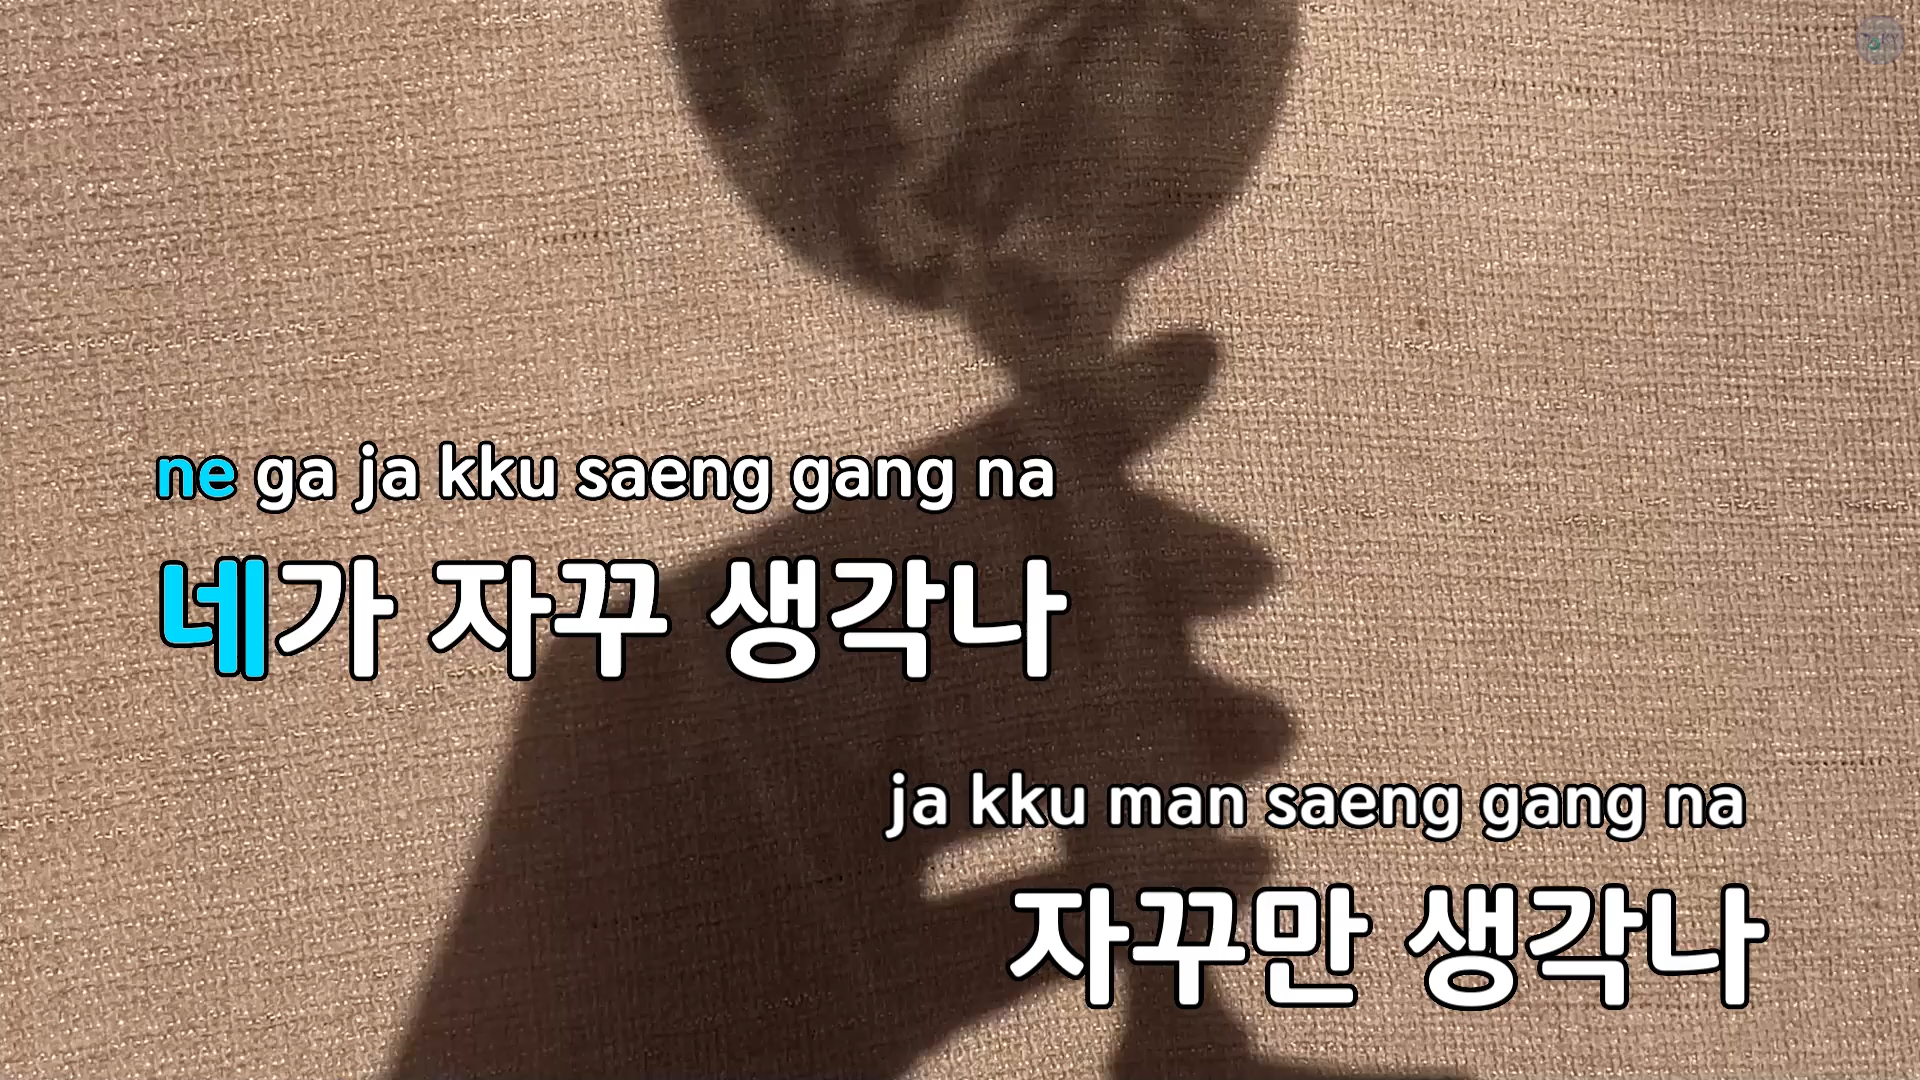 ne ga ja kku saeng gang na
네가 자꾸 생각나
ja kku man saeng gang na
자꾸만 생각나